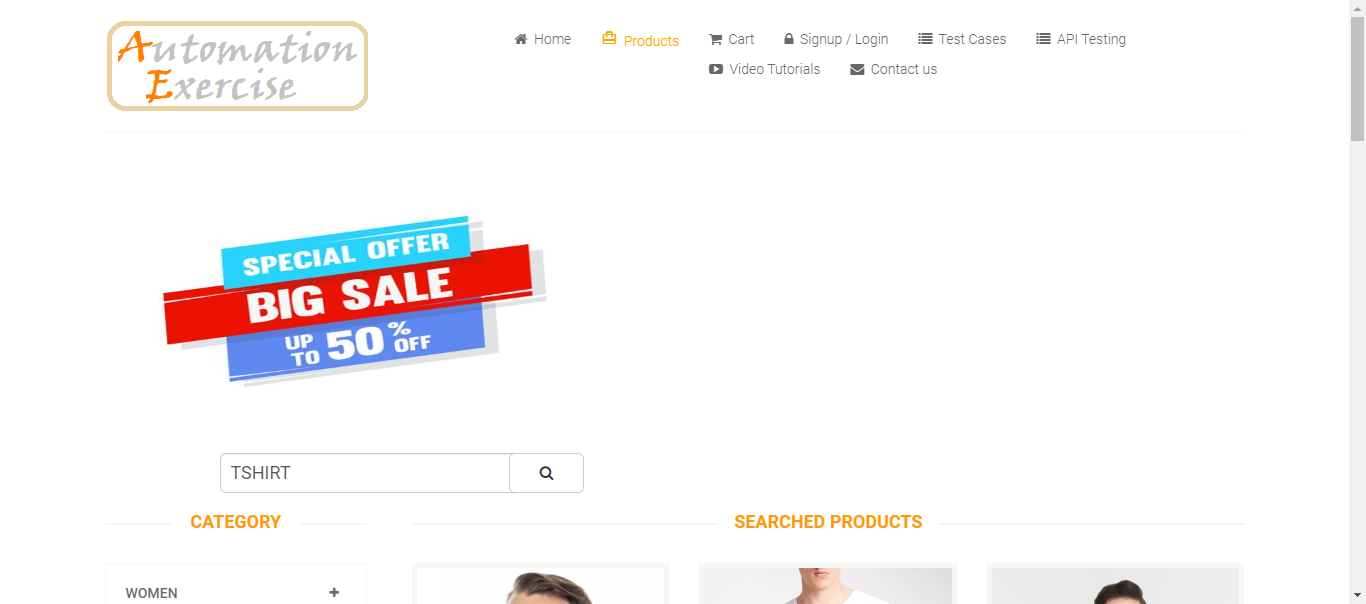 Automation
Exercise
Home
Products
Cart
Signup / Login
Test Cases
API Testing
Video Tutorials
Contact us
SPECIAL OFFER
BIG SALE
UP TO 50% OFF
TSHIRT
CATEGORY
SEARCHED PRODUCTS
WOMEN